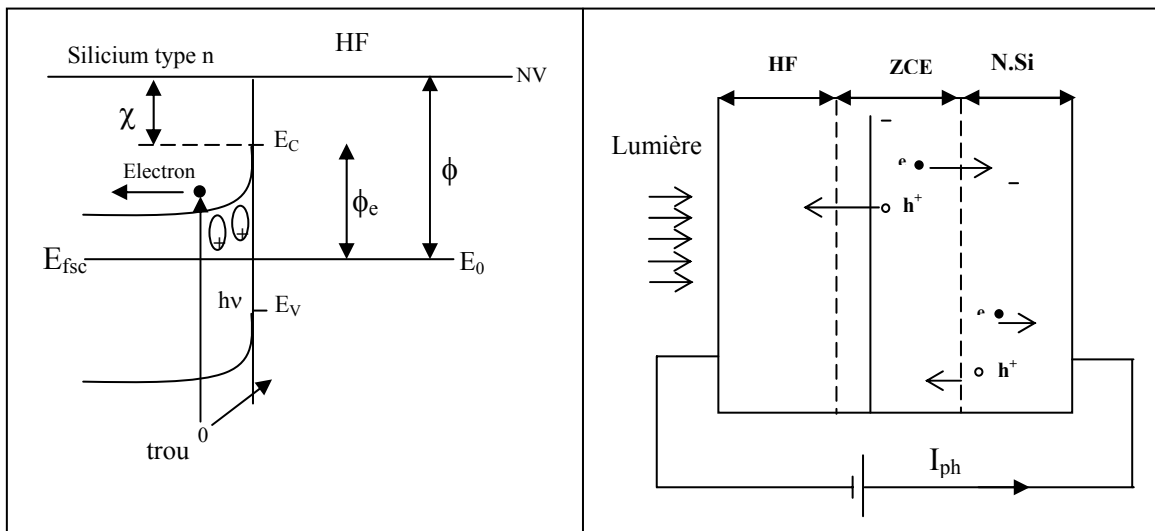 HF
Silicium type n
NV
χ
E_C
Electron
ϕ
ϕ_e
+ +
E_fsc
E_0
hν
E_V
0
trou
HF
ZCE
N.Si
Lumière
−
e
−
h⁺
e
h⁺
I_ph